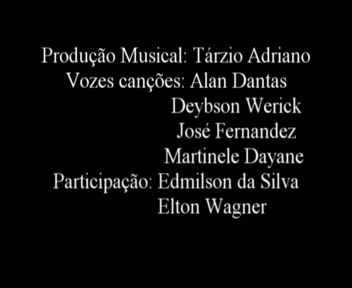 Produção Musical: Tárzio Adriano
Vozes canções: Alan Dantas
Deybson Werick
José Fernandez
Martinele Dayane
Participação: Edmilson da Silva
Elton Wagner